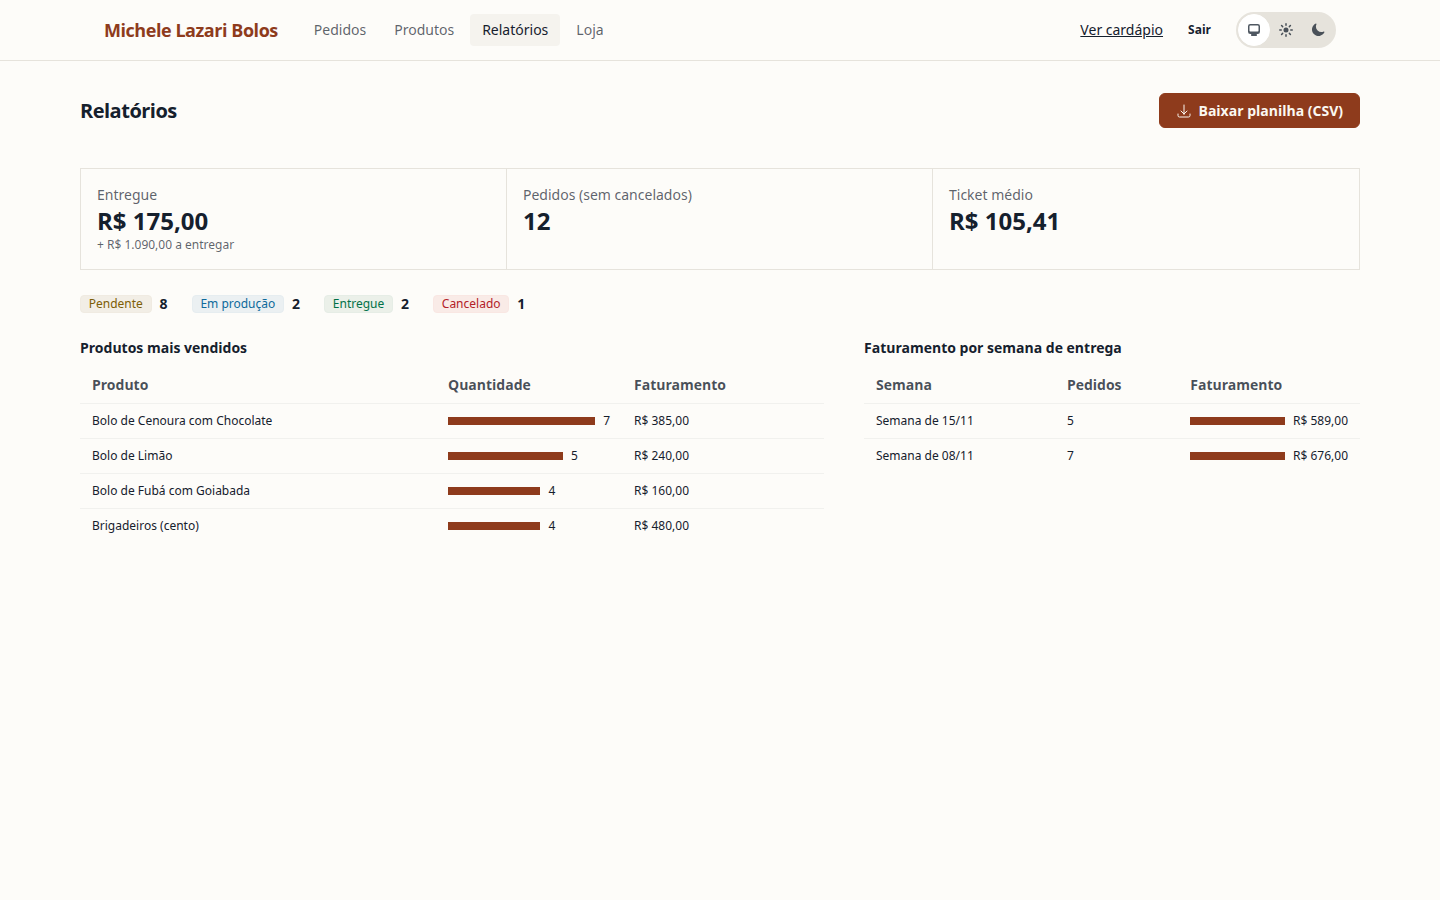 Michele Lazari Bolos Pedidos Produtos Relatórios Loja Ver cardápio Sair
Relatórios Baixar planilha (CSV)
Entregue
R$ 175,00
+ R$ 1.090,00 a entregar
Pedidos (sem cancelados)
12
Ticket médio
R$ 105,41
Pendente 8 Em produção 2 Entregue 2 Cancelado 1
Produtos mais vendidos
Produto Quantidade Faturamento
Bolo de Cenoura com Chocolate 7 R$ 385,00
Bolo de Limão 5 R$ 240,00
Bolo de Fubá com Goiabada 4 R$ 160,00
Brigadeiros (cento) 4 R$ 480,00
Faturamento por semana de entrega
Semana Pedidos Faturamento
Semana de 15/11 5 R$ 589,00
Semana de 08/11 7 R$ 676,00